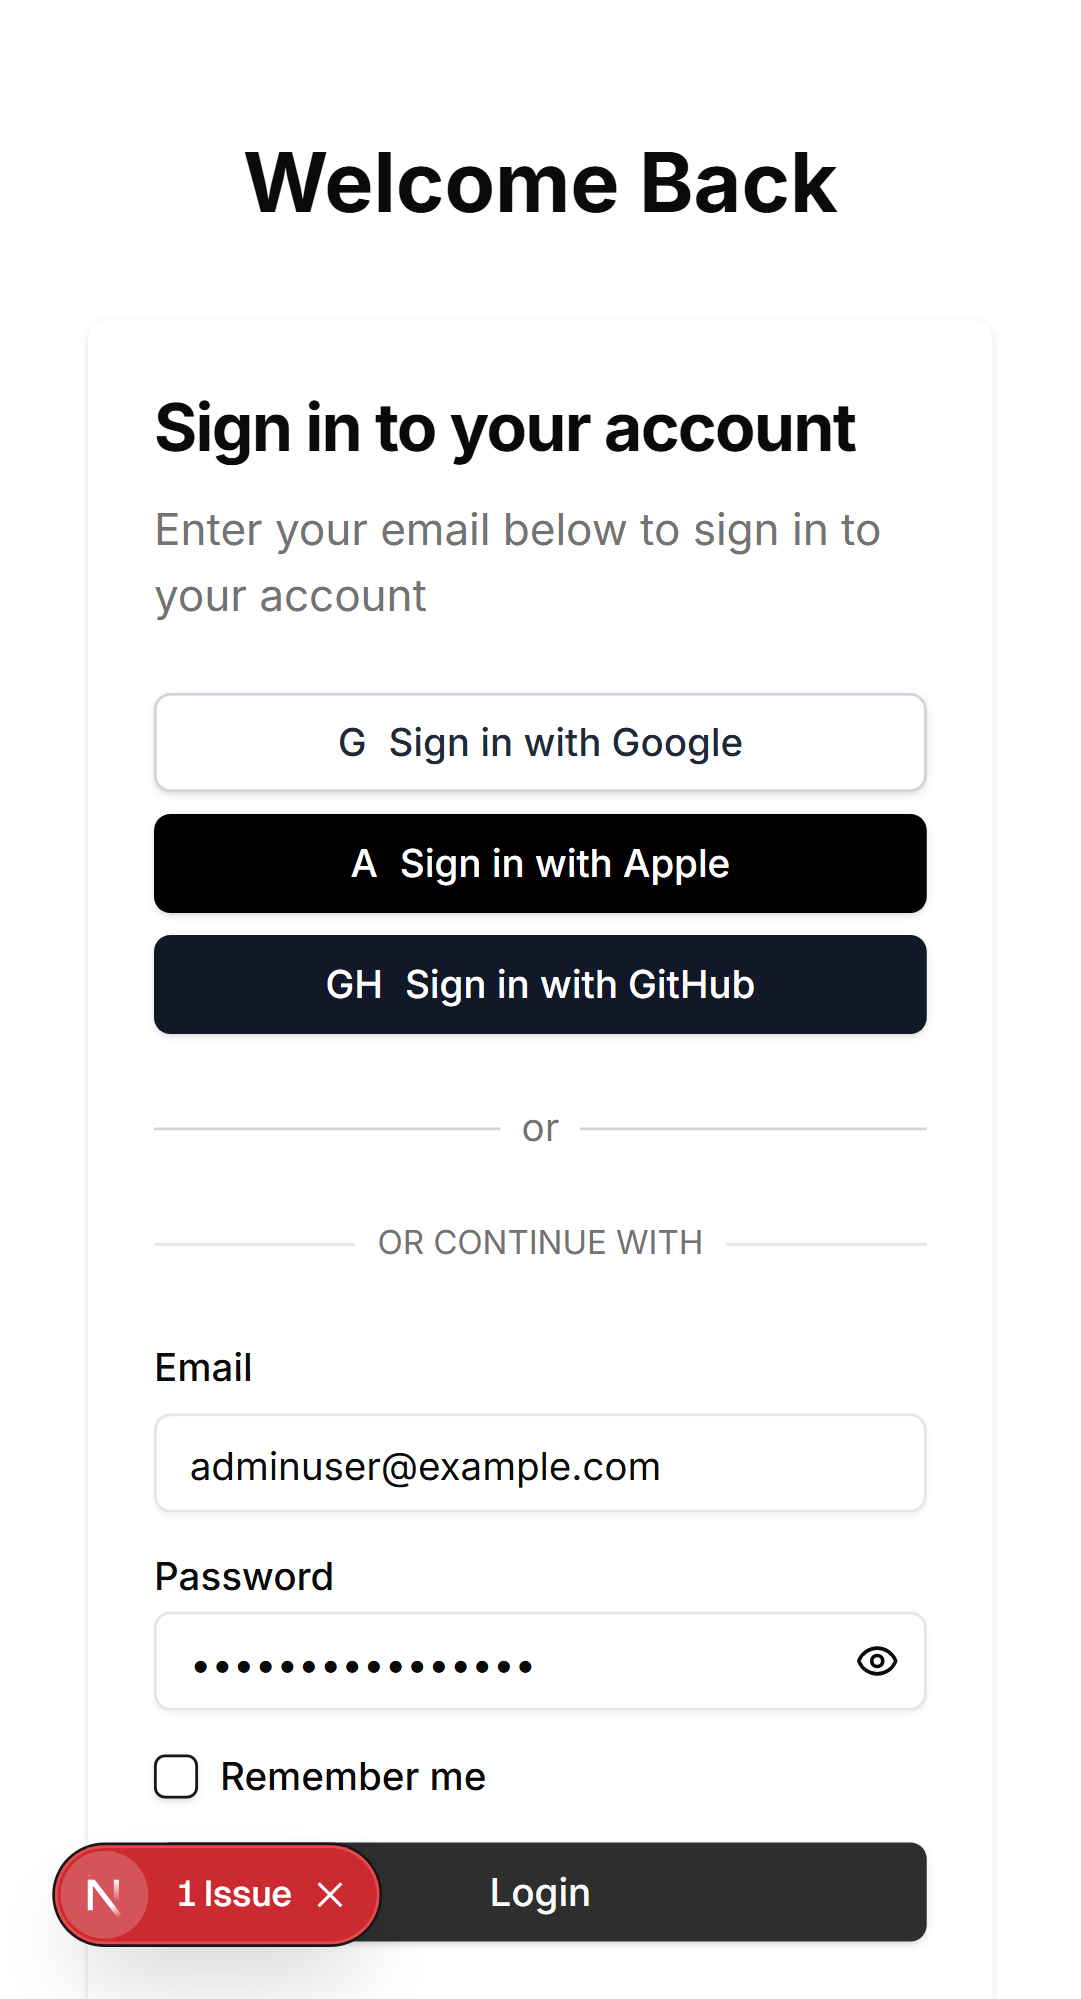 Welcome Back
Sign in to your account
Enter your email below to sign in to
your account
G Sign in with Google
A Sign in with Apple
GH Sign in with GitHub
or
OR CONTINUE WITH
Email
adminuser@example.com
Password
••••••••••••••••
Remember me
N 1 Issue
Login